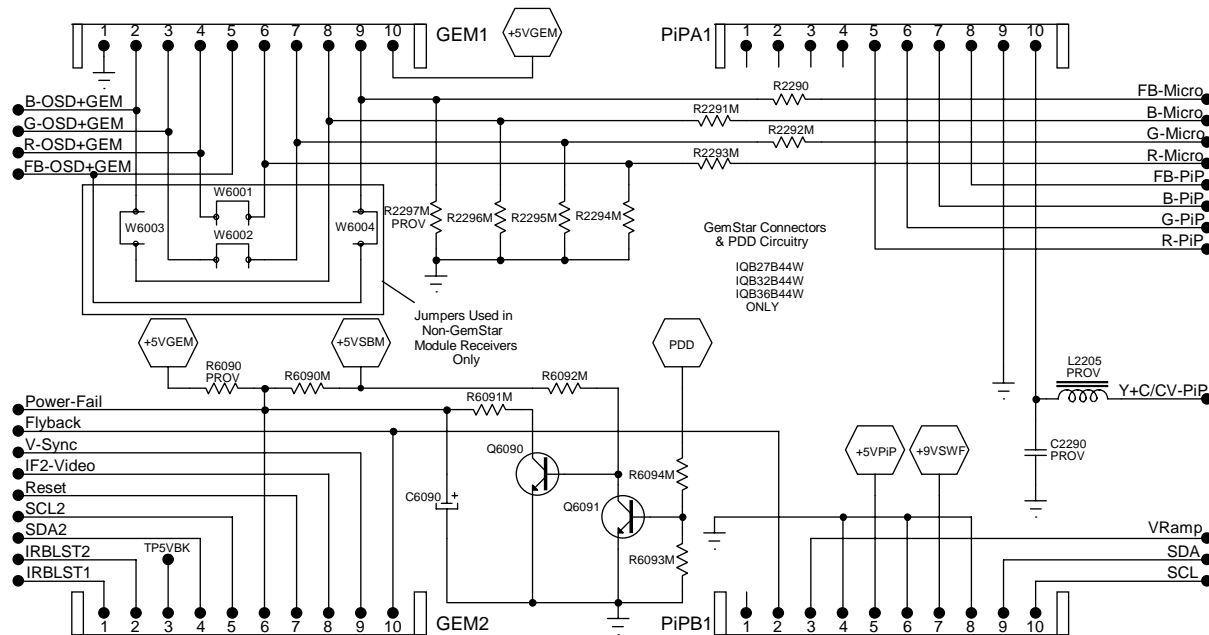 1 2 3 4 5 6 7 8 9 10
GEM1
+5VGEM
PiPA1
1 2 3 4 5 6 7 8 9 10
B-OSD+GEM
G-OSD+GEM
R-OSD+GEM
FB-OSD+GEM
R2290
R2291M
R2292M
R2293M
FB-Micro
B-Micro
G-Micro
R-Micro
FB-PiP
B-PiP
G-PiP
R-PiP
W6001
W6003
W6002
W6004
R2297M
PROV
R2296M
R2295M
R2294M
GemStar Connectors
& PDD Circuitry
IQB27B44W
IQB32B44W
IQB36B44W
ONLY
Jumpers Used in
Non-GemStar
Module Receivers
Only
+5VGEM
+5VSBM
PDD
R6090
PROV
R6090M
R6092M
R6091M
L2205
PROV
Y+C/CV-PiP
Power-Fail
Flyback
V-Sync
IF2-Video
Reset
SCL2
SDA2
IRBLST2
IRBLST1
TP5VBK
Q6090
C6090
+
Q6091
R6094M
R6093M
+5VPiP
+9VSWF
C2290
PROV
VRamp
SDA
SCL
1 2 3 4 5 6 7 8 9 10
GEM2
PiPB1
1 2 3 4 5 6 7 8 9 10